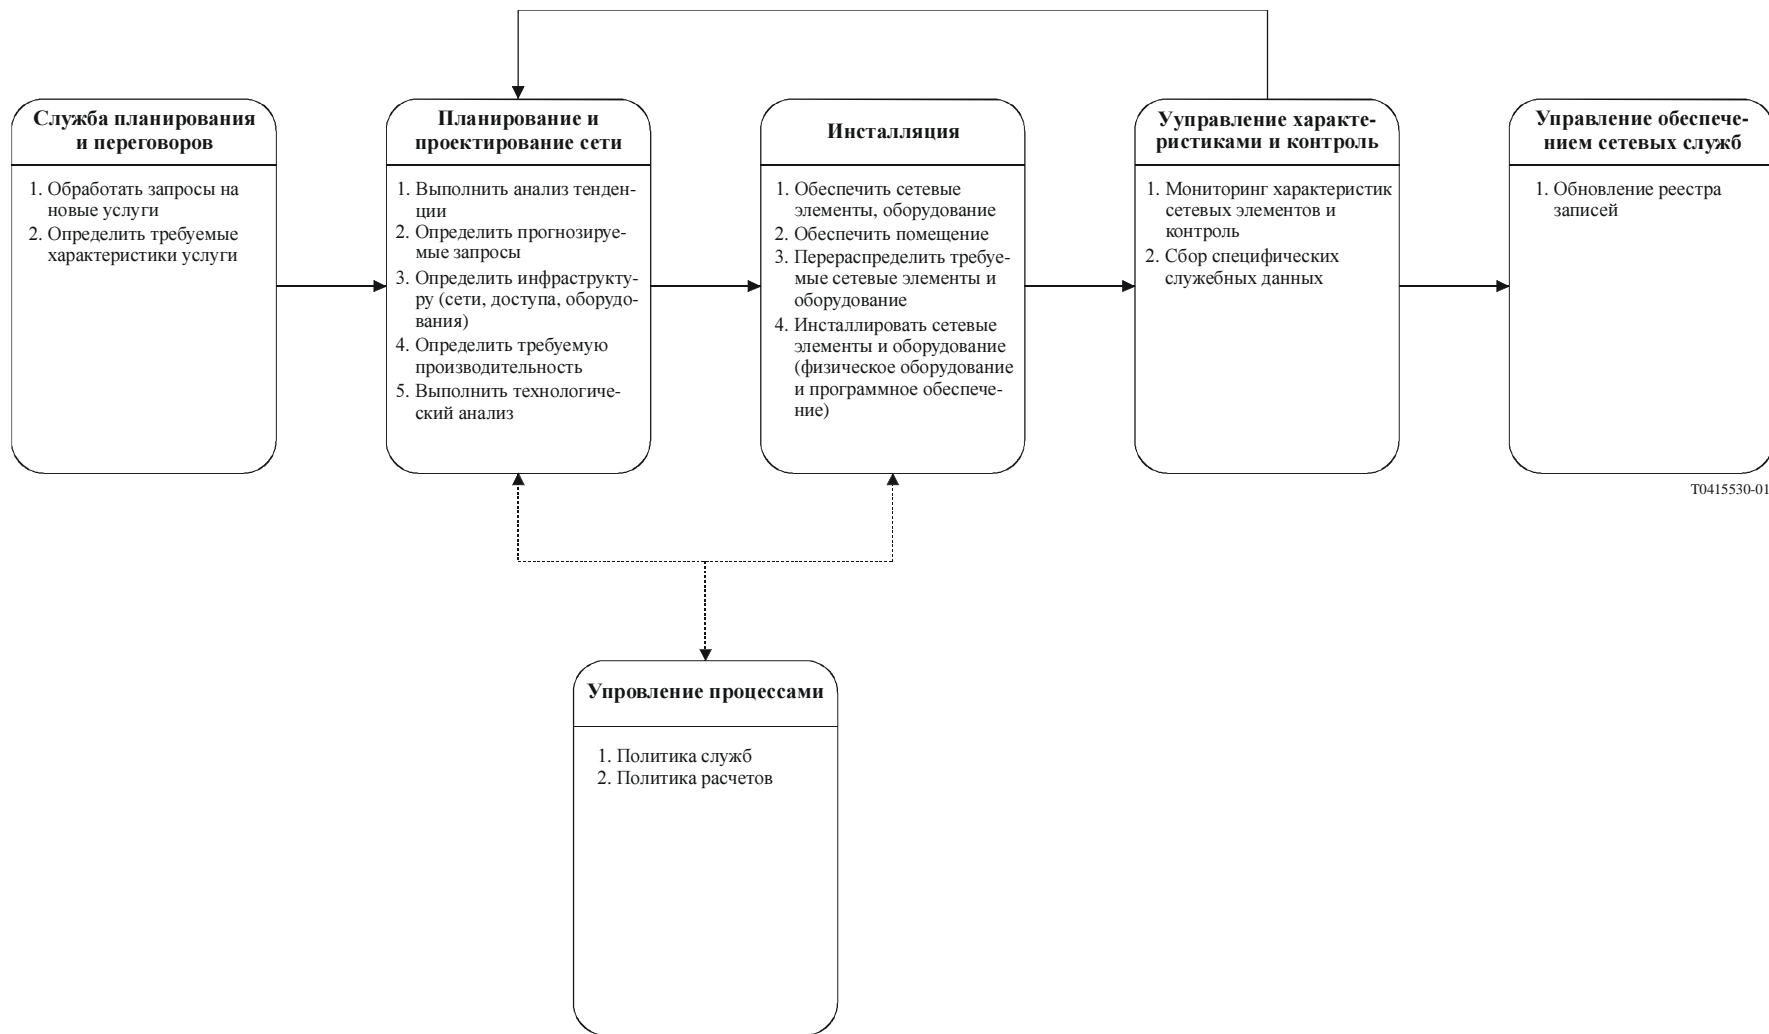 Служба планирования
и переговоров
1. Обработать запросы на
новые услуги
2. Определить требуемые
характеристики услуги
Планирование и
проектирование сети
1. Выполнить анализ тенден-
ции
2. Определить прогнозируе-
мые запросы
3. Определить инфраструкту-
ру (сети, доступа, оборудо-
вания)
4. Определить требуемую
производительность
5. Выполнить технологиче-
ский анализ
Инсталляция
1. Обеспечить сетевые
элементы, оборудование
2. Обеспечить помещение
3. Перераспределить требуе-
мые сетевые элементы и
оборудование
4. Инсталлировать сетевые
элементы и оборудование
(физическое оборудование
и программное обеспече-
ние)
Ууправление характе-
ристиками и контроль
1. Мониторинг характеристик
сетевых элементов и
контроль
2. Сбор специфических
служебных данных
Управление обеспече-
нием сетевых служб
1. Обновление реестра
записей
T0415530-01
Упровление процессами
1. Политика служб
2. Политика расчетов